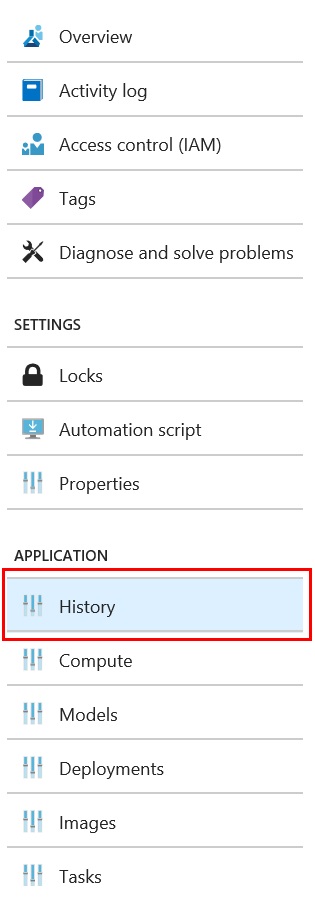 Overview
Activity log
Access control (IAM)
Tags
Diagnose and solve problems
SETTINGS
Locks
Automation script
Properties
APPLICATION
History
Compute
Models
Deployments
Images
Tasks